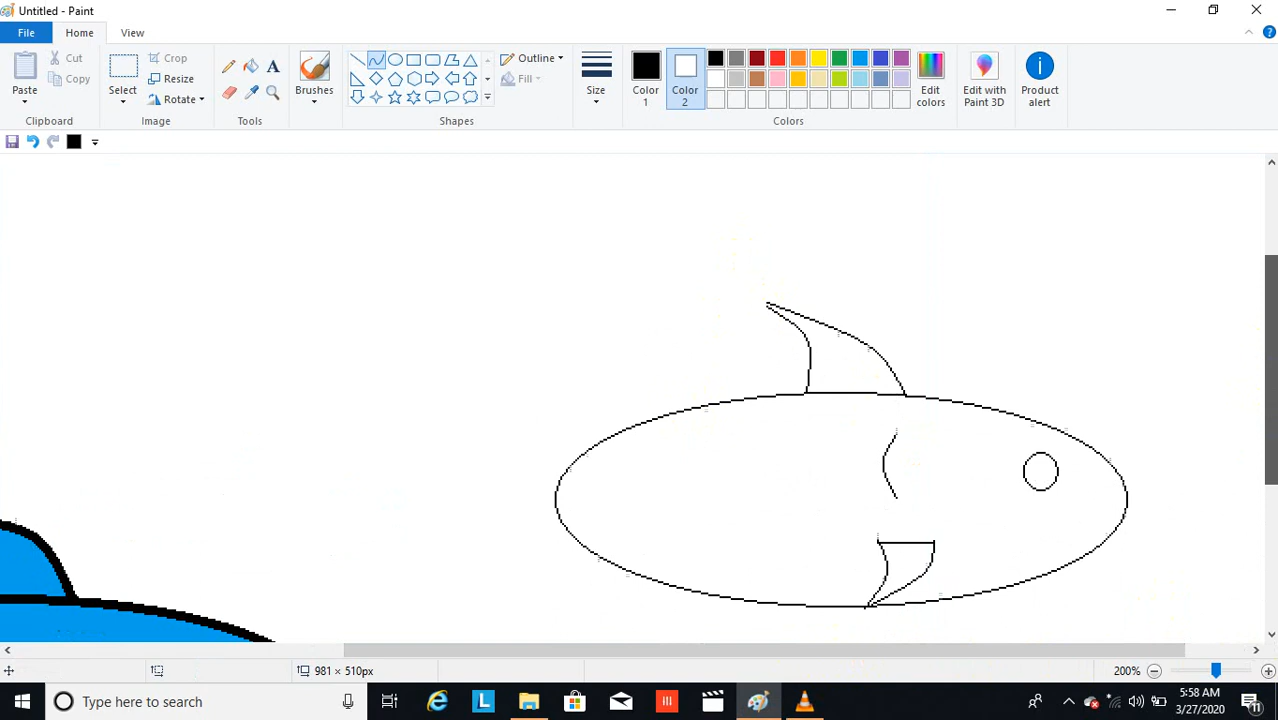 Untitled - Paint
File Home View
Paste
Cut
Copy
Clipboard
Select
Crop
Resize
Rotate
Image
A
Tools
Brushes
Outline
Fill
Shapes
Size
Color 1
Color 2
Edit colors
Colors
Edit with Paint 3D
Product alert
981 × 510px
200%
Type here to search
5:58 AM
3/27/2020
11